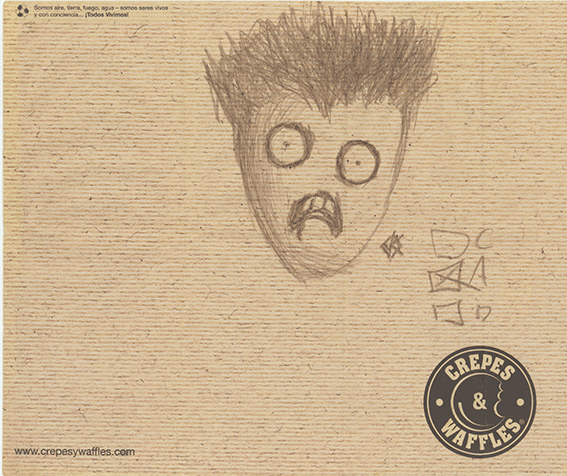 Somos aire, tierra, fuego, agua – somos seres vivos
y con conciencia... ¡Todos Vivimos!
C
A
D
CREPES
&
WAFFLES
www.crepesywaffles.com